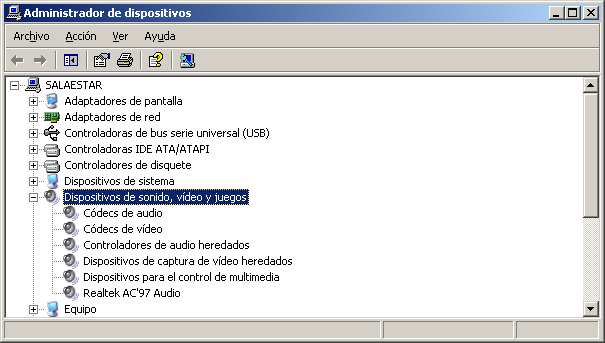 Administrador de dispositivos
Archivo Acción Ver Ayuda
SALAESTAR
Adaptadores de pantalla
Adaptadores de red
Controladoras de bus serie universal (USB)
Controladoras IDE ATA/ATAPI
Controladores de disquete
Dispositivos de sistema
Dispositivos de sonido, vídeo y juegos
Códecs de audio
Códecs de vídeo
Controladores de audio heredados
Dispositivos de captura de vídeo heredados
Dispositivos para el control de multimedia
Realtek AC'97 Audio
Equipo